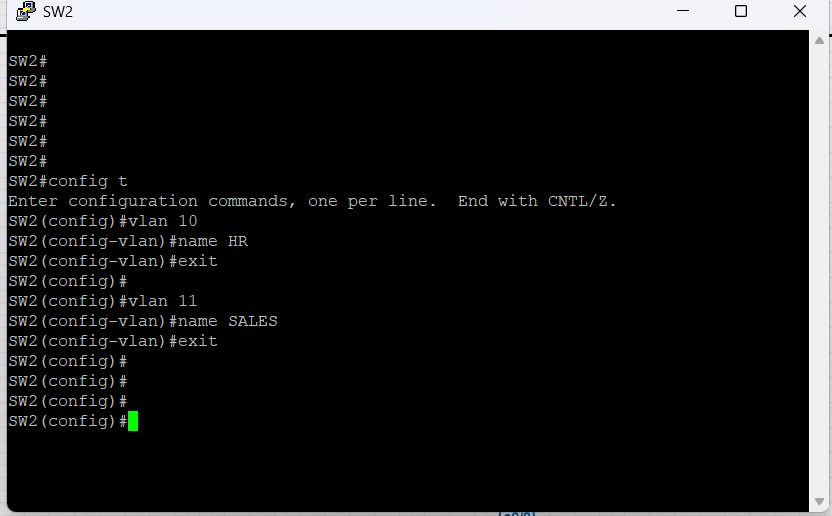 SW2
SW2#
SW2#
SW2#
SW2#
SW2#
SW2#
SW2#config t
Enter configuration commands, one per line.  End with CNTL/Z.
SW2(config)#vlan 10
SW2(config-vlan)#name HR
SW2(config-vlan)#exit
SW2(config)#
SW2(config)#vlan 11
SW2(config-vlan)#name SALES
SW2(config-vlan)#exit
SW2(config)#
SW2(config)#
SW2(config)#
SW2(config)#